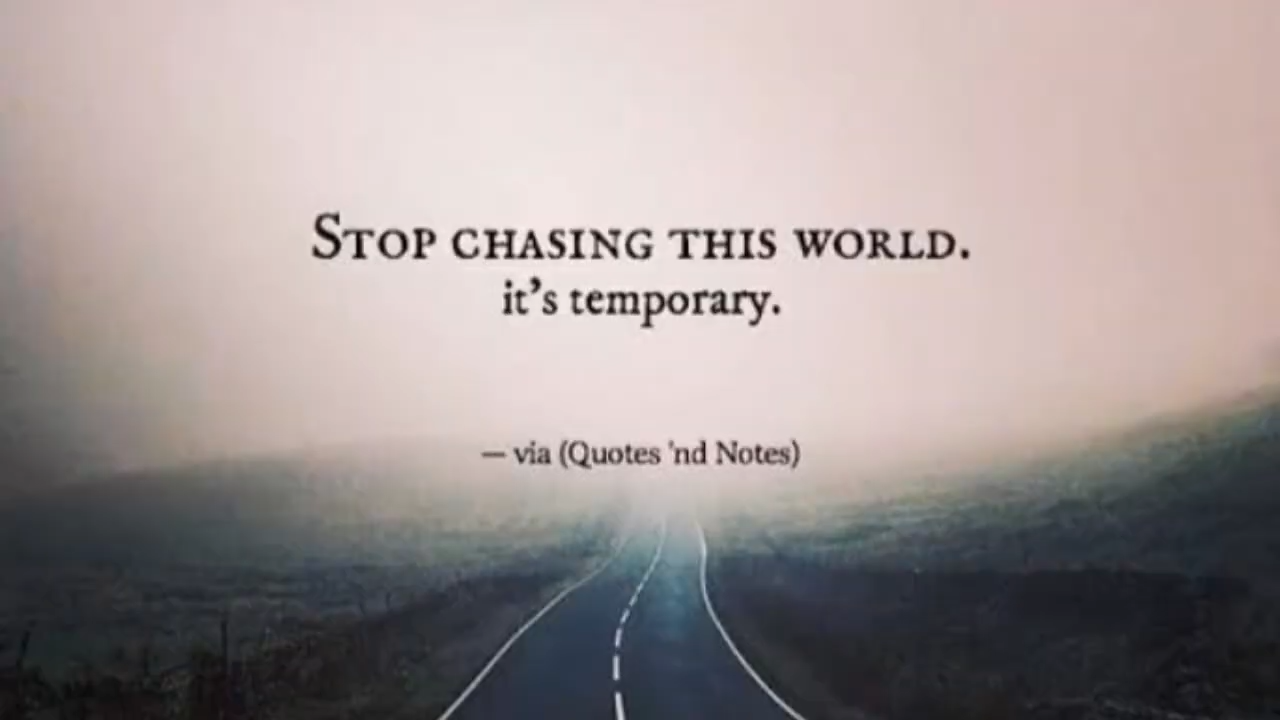 Stop chasing this world.
it's temporary.
— via (Quotes 'nd Notes)